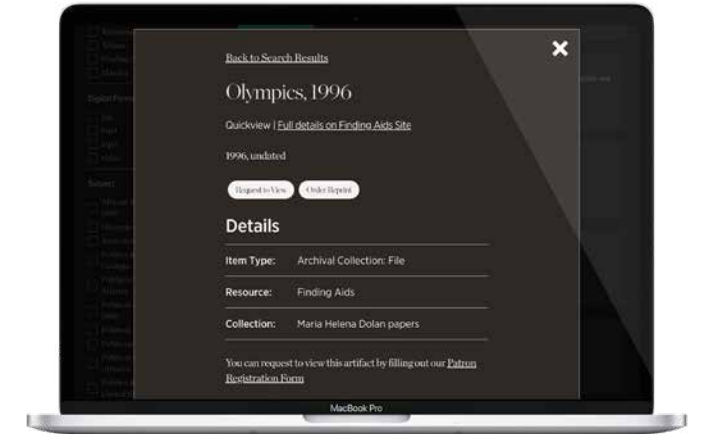 Back to Search Results
Olympics, 1996
Quickview | Full details on Finding Aids Site
1996, undated
Request to View Order Reprint
Details
Item Type: Archival Collection: File
Resource: Finding Aids
Collection: Maria Helena Dolan papers
You can request to view this artifact by filling out our Patron
Registration Form
MacBook Pro